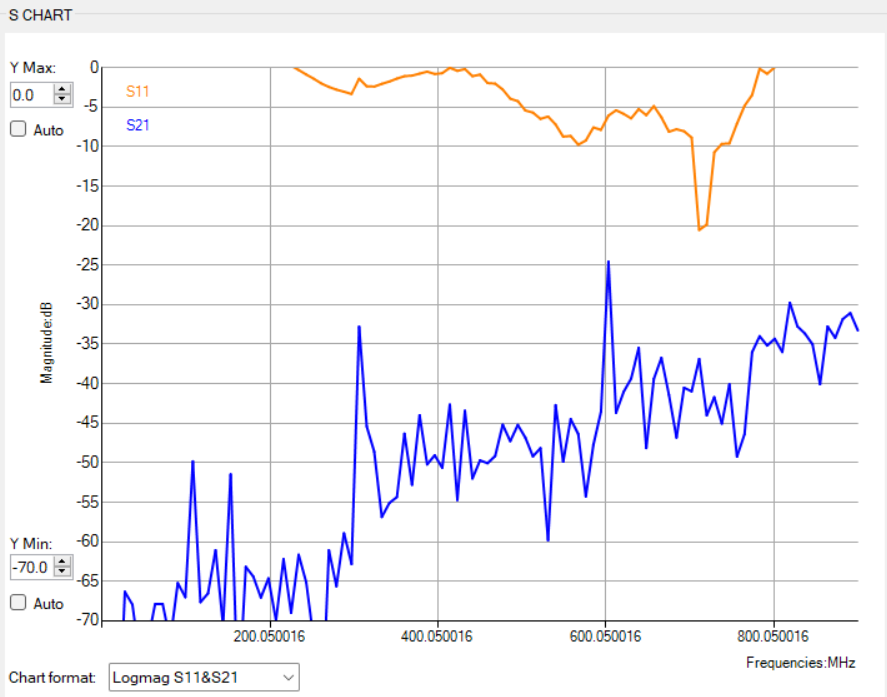 S CHART
Y Max:
0.0
Auto
S11
S21
0
-5
-10
-15
-20
-25
-30
-35
-40
-45
-50
-55
-60
-65
-70
Magnitude:dB
Y Min:
-70.0
Auto
200.050016 400.050016 600.050016 800.050016
Frequencies:MHz
Chart format: Logmag S11&S21